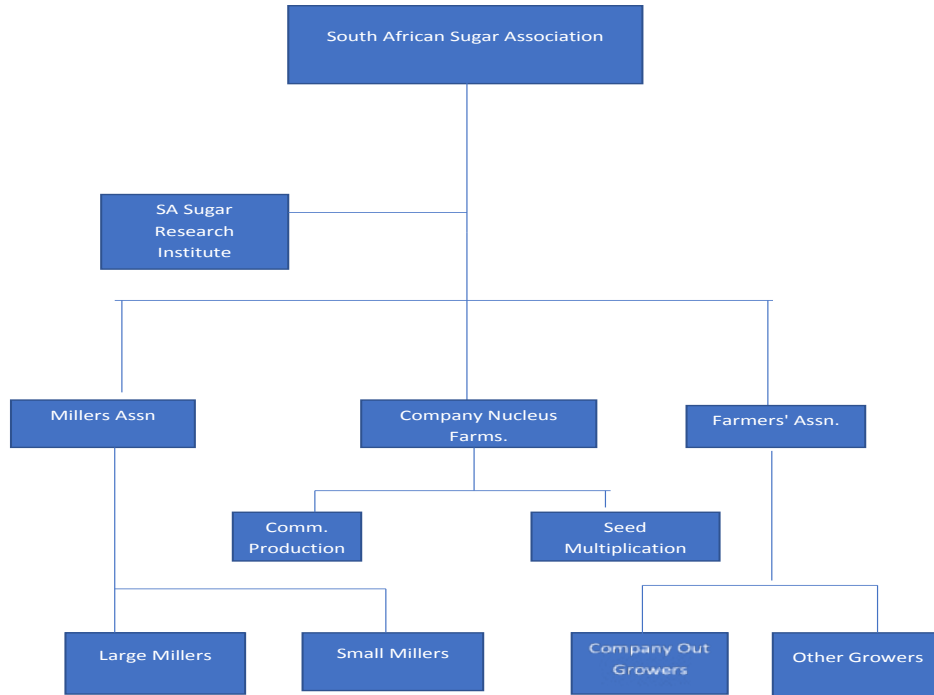 South African Sugar Association
SA Sugar
Research
Institute
Millers Assn
Company Nucleus
Farms.
Farmers' Assn.
Comm.
Production
Seed
Multiplication
Large Millers
Small Millers
Company Out
Growers
Other Growers